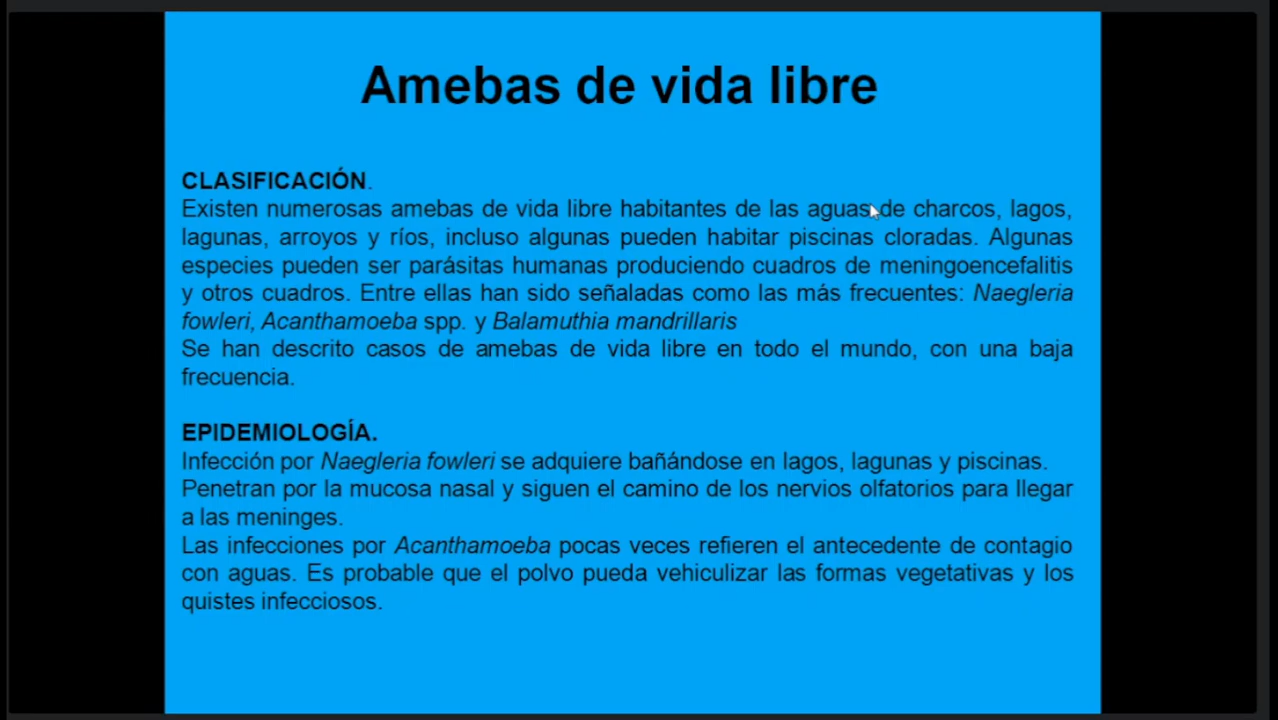 Amebas de vida libre
CLASIFICACIÓN.
Existen numerosas amebas de vida libre habitantes de las aguas de charcos, lagos,
lagunas, arroyos y ríos, incluso algunas pueden habitar piscinas cloradas. Algunas
especies pueden ser parásitas humanas produciendo cuadros de meningoencefalitis
y otros cuadros. Entre ellas han sido señaladas como las más frecuentes: Naegleria
fowleri, Acanthamoeba spp. y Balamuthia mandrillaris
Se han descrito casos de amebas de vida libre en todo el mundo, con una baja
frecuencia.
EPIDEMIOLOGÍA.
Infección por Naegleria fowleri se adquiere bañándose en lagos, lagunas y piscinas.
Penetran por la mucosa nasal y siguen el camino de los nervios olfatorios para llegar
a las meninges.
Las infecciones por Acanthamoeba pocas veces refieren el antecedente de contagio
con aguas. Es probable que el polvo pueda vehiculizar las formas vegetativas y los
quistes infecciosos.